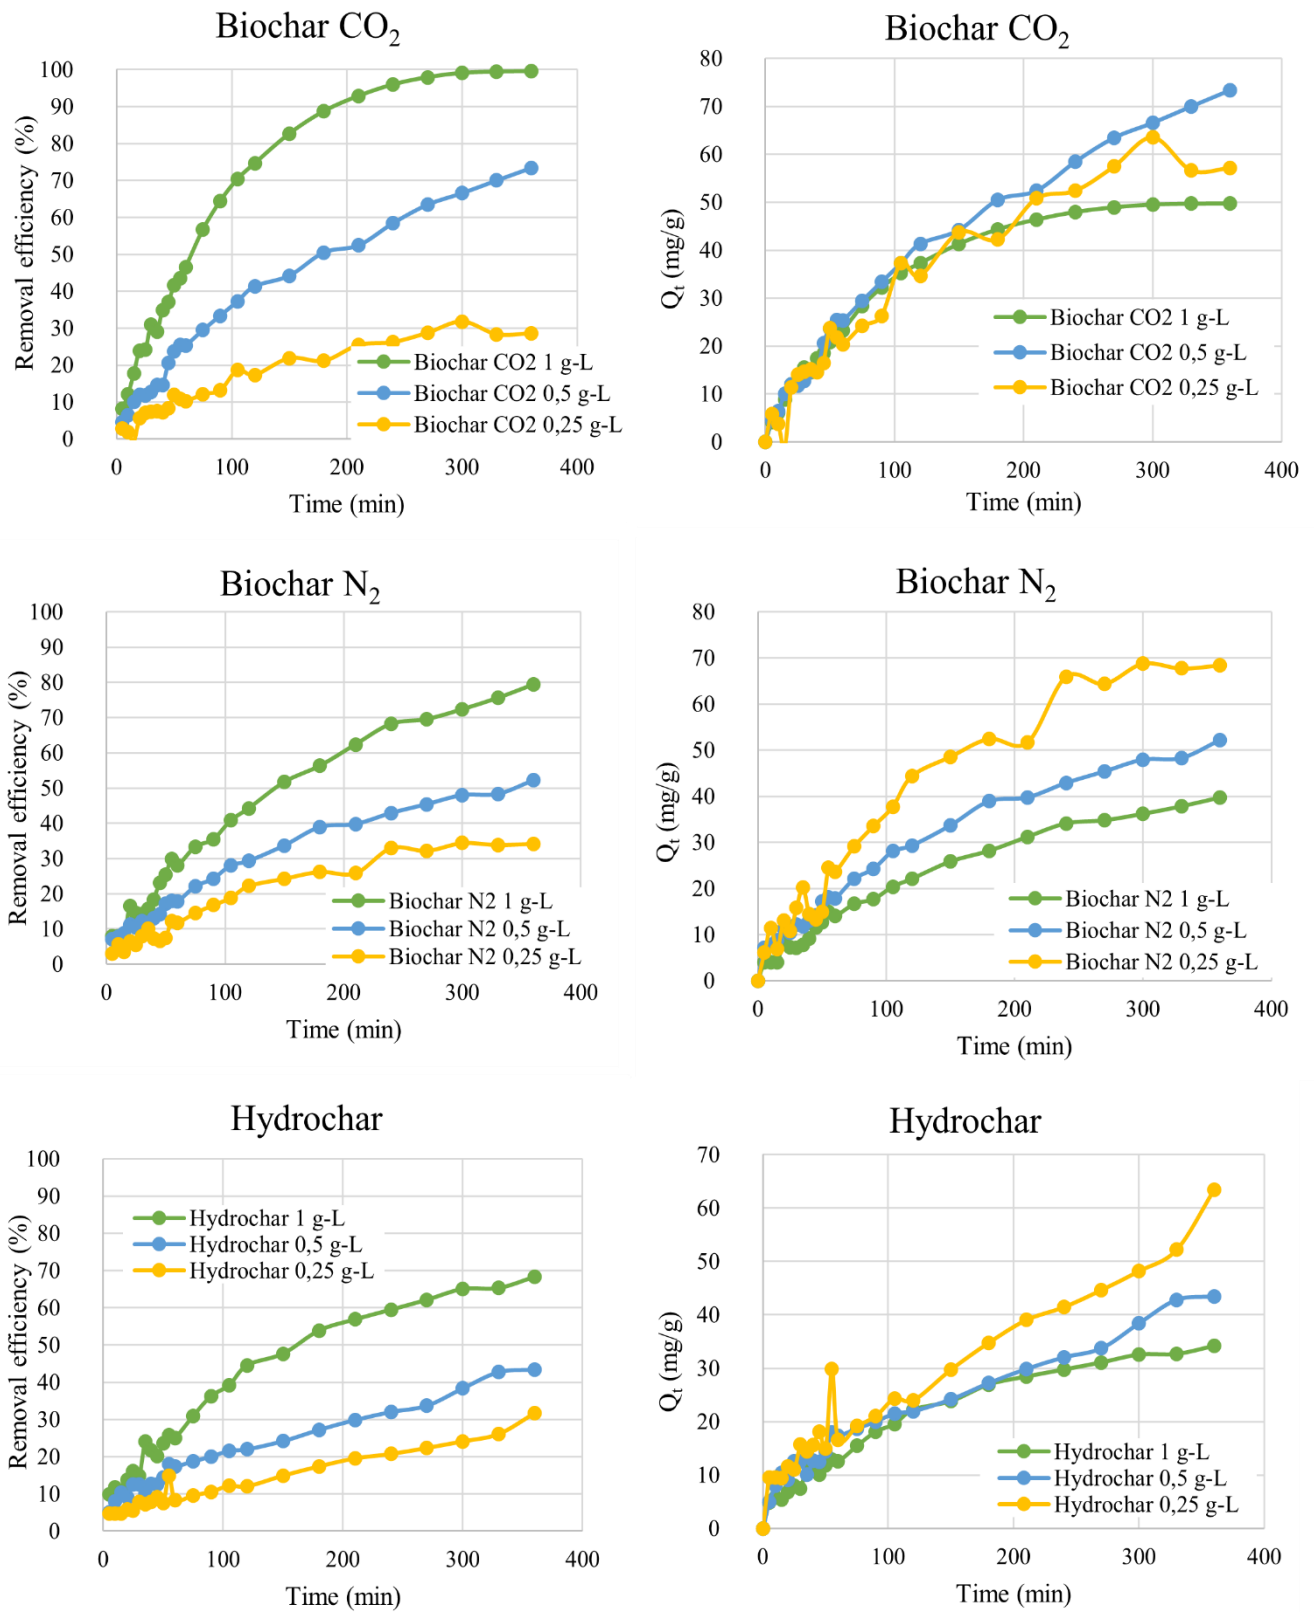 Biochar CO2
100
90
80
70
60
50
40
30
20
10
0
Removal efficiency (%)
Biochar CO2 1 g-L
Biochar CO2 0,5 g-L
Biochar CO2 0,25 g-L
0 100 200 300 400
Time (min)
Biochar CO2
80
70
60
50
40
30
20
10
0
Qt (mg/g)
Biochar CO2 1 g-L
Biochar CO2 0,5 g-L
Biochar CO2 0,25 g-L
0 100 200 300 400
Time (min)
Biochar N2
100
90
80
70
60
50
40
30
20
10
0
Removal efficiency (%)
Biochar N2 1 g-L
Biochar N2 0,5 g-L
Biochar N2 0,25 g-L
0 100 200 300 400
Time (min)
Biochar N2
80
70
60
50
40
30
20
10
0
Qt (mg/g)
Biochar N2 1 g-L
Biochar N2 0,5 g-L
Biochar N2 0,25 g-L
0 100 200 300 400
Time (min)
Hydrochar
100
90
80
70
60
50
40
30
20
10
0
Removal efficiency (%)
Hydrochar 1 g-L
Hydrochar 0,5 g-L
Hydrochar 0,25 g-L
0 100 200 300 400
Time (min)
Hydrochar
70
60
50
40
30
20
10
0
Qt (mg/g)
Hydrochar 1 g-L
Hydrochar 0,5 g-L
Hydrochar 0,25 g-L
0 100 200 300 400
Time (min)